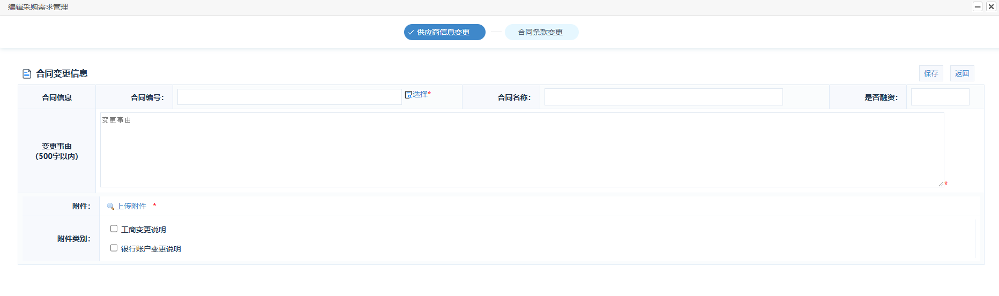 编辑采购需求管理
供应商信息变更
合同条款变更
合同变更信息
保存 返回
合同信息 合同编号： 选择* 合同名称： 是否融资：
变更事由
变更事由
（500字以内）
*
附件： 上传附件 *
附件类别：
工商变更说明
银行账户变更说明